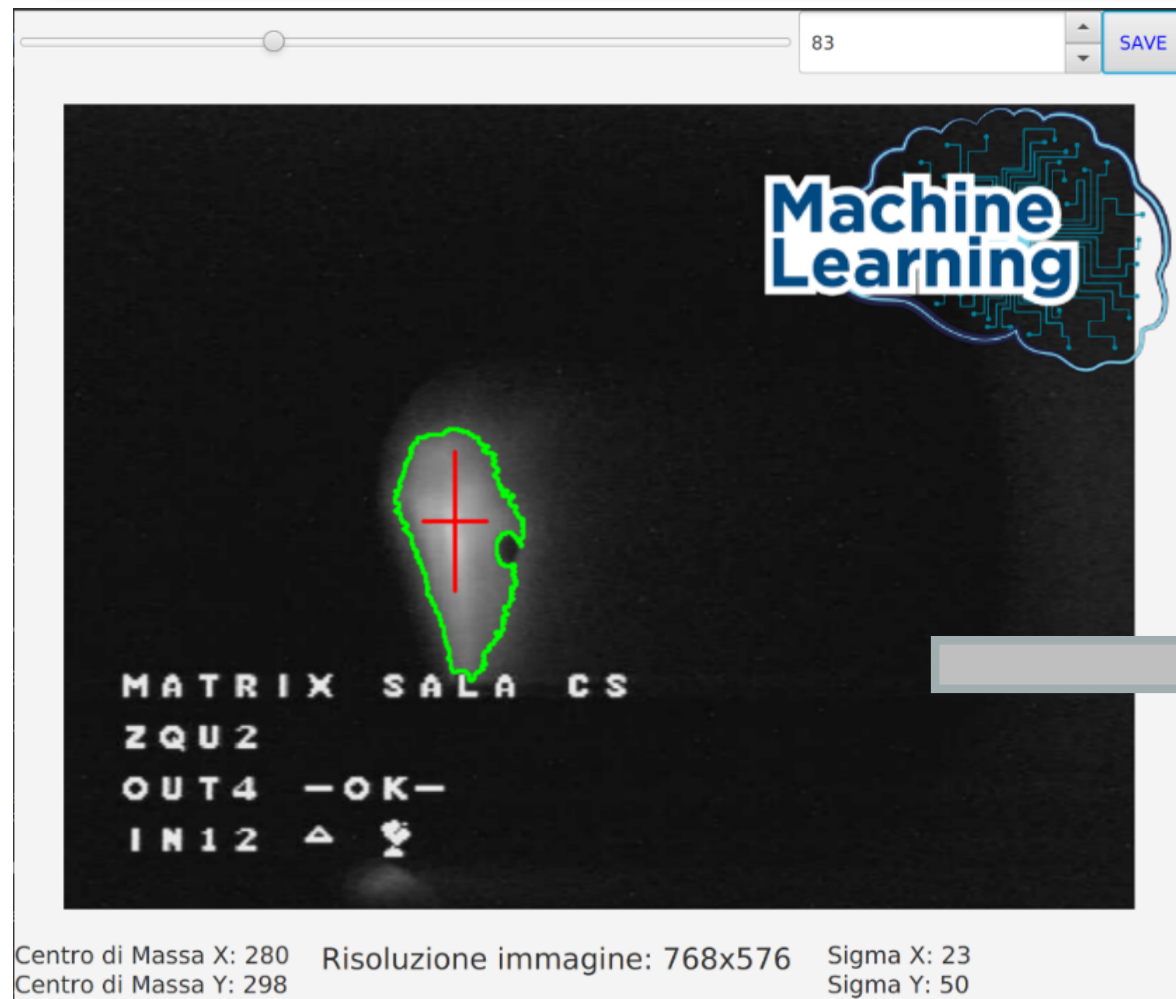 83
SAVE
Machine
Learning
MATRIX SALA CS
ZQU2
OUT4 —OK—
IN12
Centro di Massa X: 280
Centro di Massa Y: 298
Risoluzione immagine: 768x576
Sigma X: 23
Sigma Y: 50